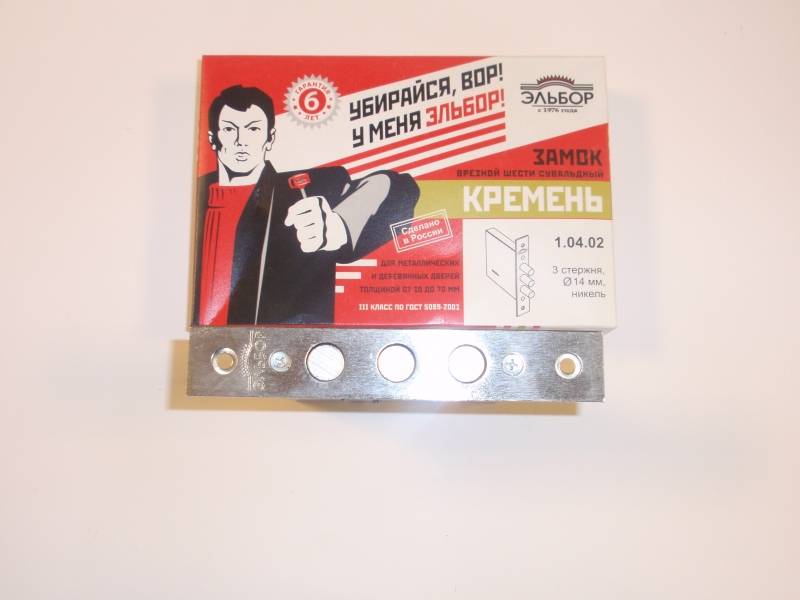 ГАРАНТИЯ
6
ЛЕТ
УБИРАЙСЯ, ВОР!
У МЕНЯ ЭЛЬБОР!
ЭЛЬБОР
с 1976 года
ЗАМОК
ВРЕЗНОЙ ШЕСТИ СУВАЛЬДНЫЙ
КРЕМЕНЬ
Сделано
в России
1.04.02
3 стержня,
Ø 14 мм,
никель
ДЛЯ МЕТАЛЛИЧЕСКИХ
И ДЕРЕВЯННЫХ ДВЕРЕЙ
ТОЛЩИНОЙ ОТ 30 ДО 70 ММ
III КЛАСС ПО ГОСТ 5089-2003
ЭЛЬБОР